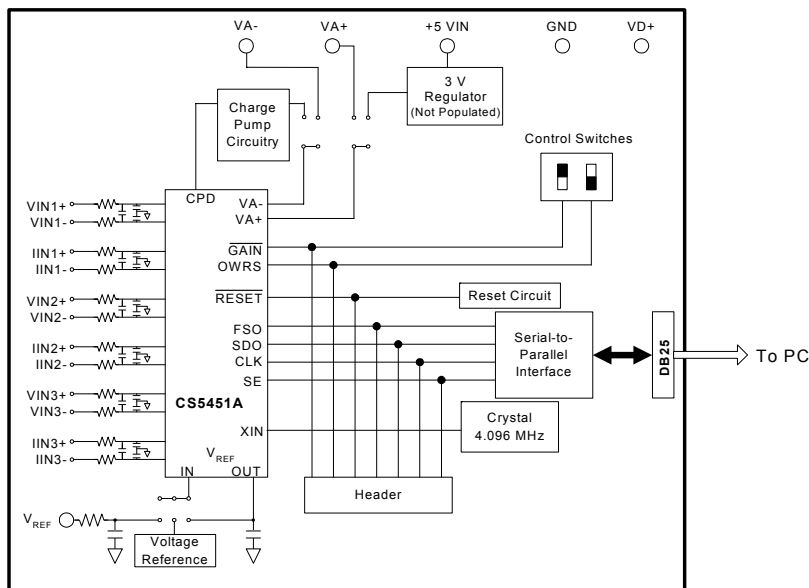 VA-
VA+
+5 VIN
GND
VD+
3 V
Regulator
(Not Populated)
Charge
Pump
Circuitry
Control Switches
CPD
VIN1+
VIN1-
IIN1+
IIN1-
VIN2+
VIN2-
IIN2+
IIN2-
VIN3+
VIN3-
IIN3+
IIN3-
VA-
VA+
GAIN
OWRS
RESET
FSO
SDO
CLK
SE
CS5451A
XIN
VREF
IN
OUT
Reset Circuit
Serial-to-
Parallel
Interface
DB25
To PC
Crystal
4.096 MHz
Header
VREF
Voltage
Reference